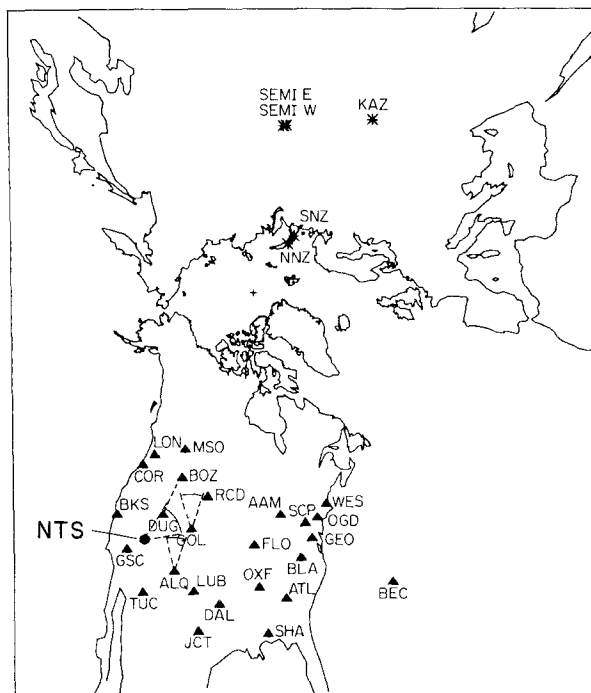 SEMI E
SEMI W
KAZ
SNZ
NNZ
LON
MSO
COR
BOZ
RCD
BKS
DUG
AAM
SCP
WES
OGD
NTS
GOL
GEO
GSC
FLO
BLA
ALQ
LUB
OXF
ATL
BEC
TUC
DAL
JCT
SHA